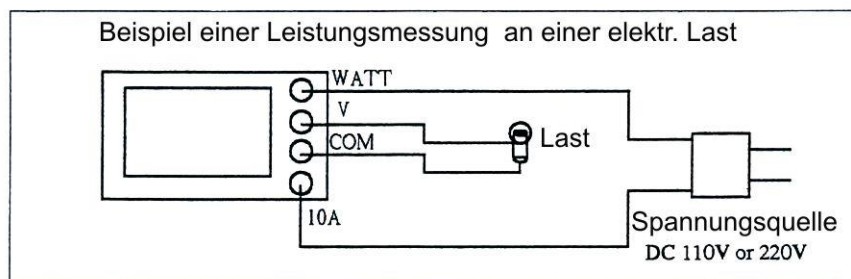 Beispiel einer Leistungsmessung an einer elektr. Last
WATT
V
COM
Last
10A
Spannungsquelle
DC 110V or 220V